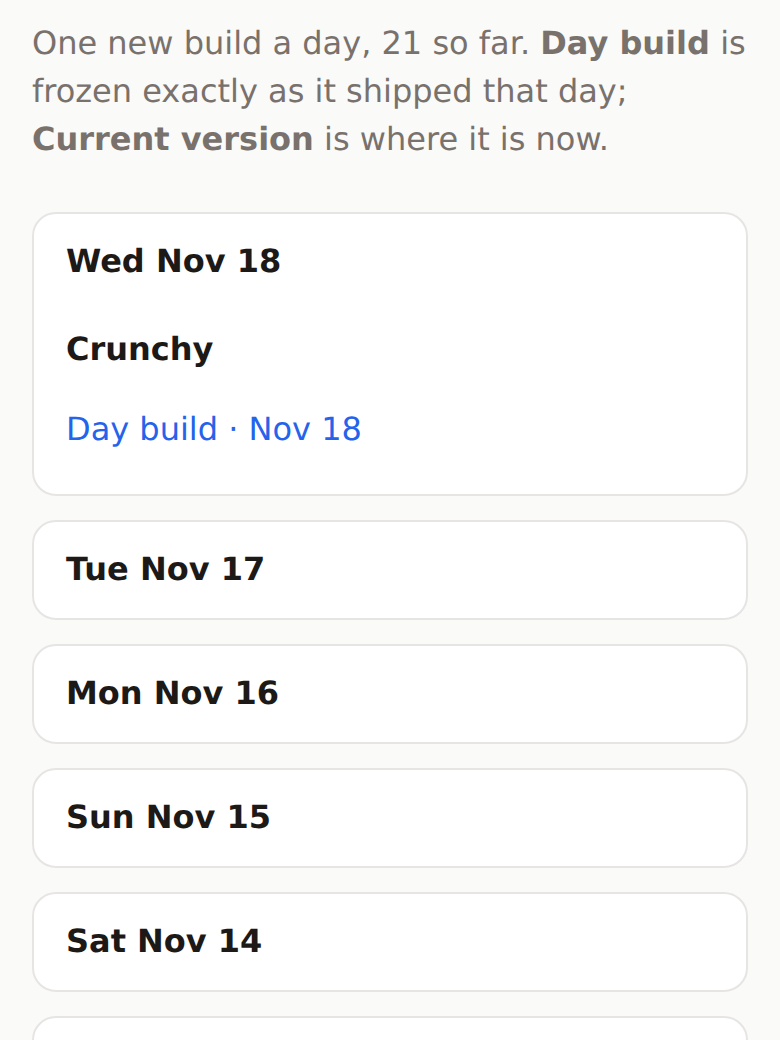 One new build a day, 21 so far. Day build is
frozen exactly as it shipped that day;
Current version is where it is now.
Wed Nov 18
Crunchy
Day build · Nov 18
Tue Nov 17
Mon Nov 16
Sun Nov 15
Sat Nov 14